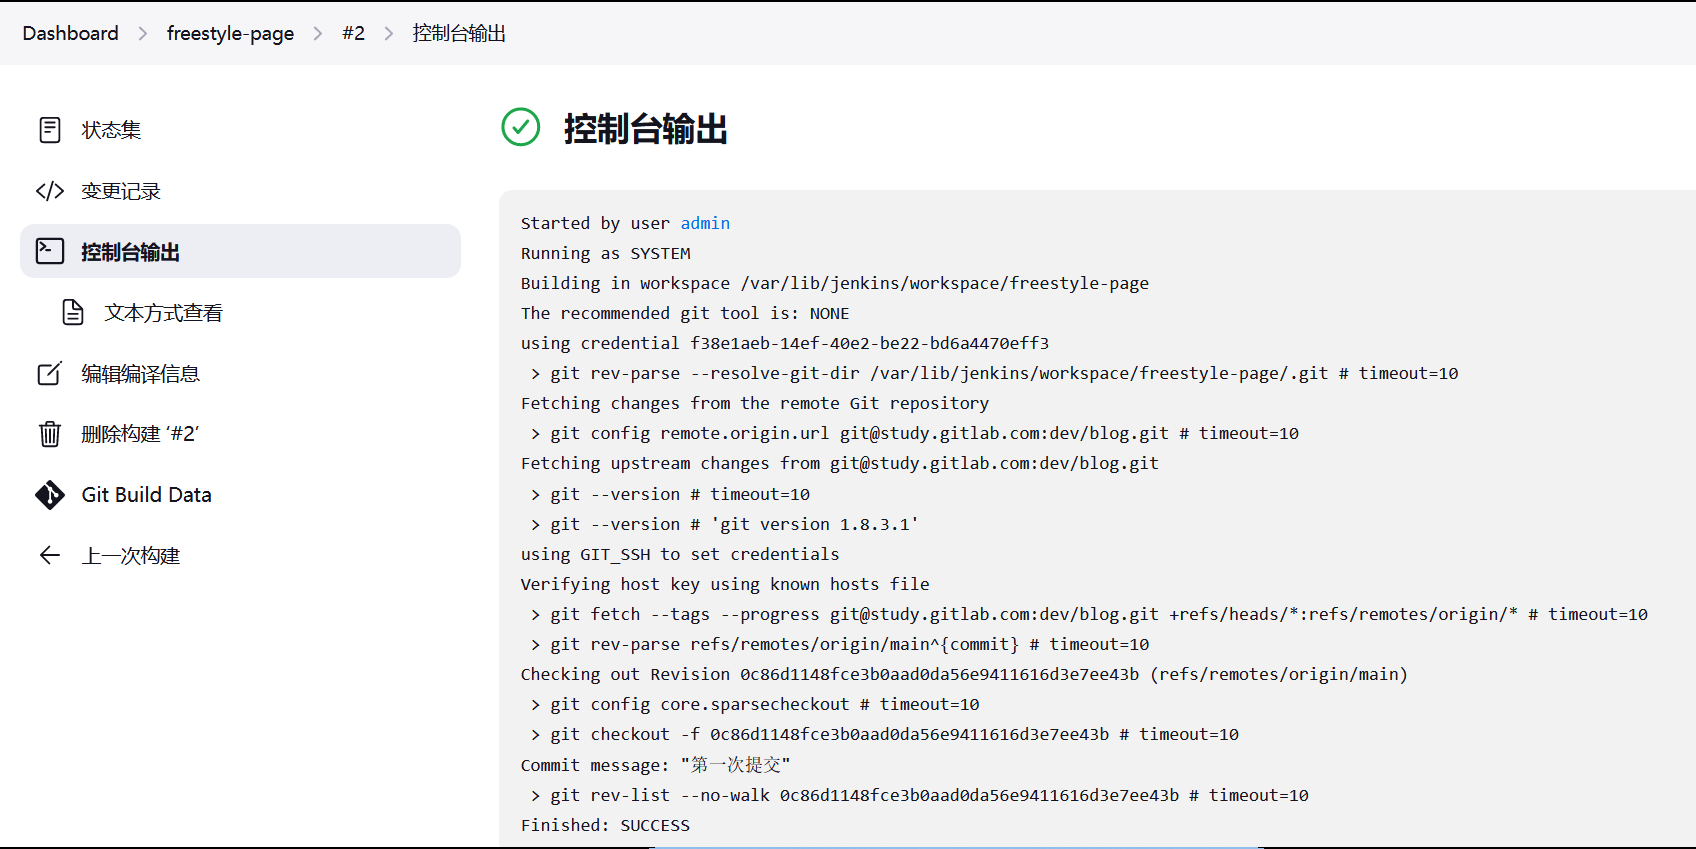 Dashboard > freestyle-page > #2 > 控制台输出
状态集
变更记录
控制台输出
文本方式查看
编辑编译信息
删除构建 ‘#2’
Git Build Data
上一次构建
控制台输出
Started by user admin
Running as SYSTEM
Building in workspace /var/lib/jenkins/workspace/freestyle-page
The recommended git tool is: NONE
using credential f38e1aeb-14ef-40e2-be22-bd6a4470eff3
 > git rev-parse --resolve-git-dir /var/lib/jenkins/workspace/freestyle-page/.git # timeout=10
Fetching changes from the remote Git repository
 > git config remote.origin.url git@study.gitlab.com:dev/blog.git # timeout=10
Fetching upstream changes from git@study.gitlab.com:dev/blog.git
 > git --version # timeout=10
 > git --version # 'git version 1.8.3.1'
using GIT_SSH to set credentials
Verifying host key using known hosts file
 > git fetch --tags --progress git@study.gitlab.com:dev/blog.git +refs/heads/*:refs/remotes/origin/* # timeout=10
 > git rev-parse refs/remotes/origin/main^{commit} # timeout=10
Checking out Revision 0c86d1148fce3b0aad0da56e9411616d3e7ee43b (refs/remotes/origin/main)
 > git config core.sparsecheckout # timeout=10
 > git checkout -f 0c86d1148fce3b0aad0da56e9411616d3e7ee43b # timeout=10
Commit message: "第一次提交"
 > git rev-list --no-walk 0c86d1148fce3b0aad0da56e9411616d3e7ee43b # timeout=10
Finished: SUCCESS